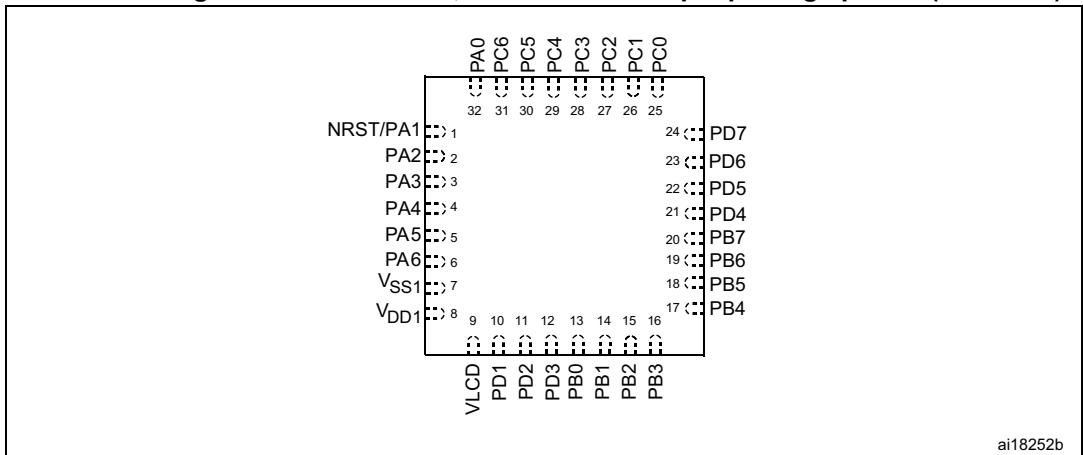 PA0
PC6
PC5
PC4
PC3
PC2
PC1
PC0
32 31 30 29 28 27 26 25
NRST/PA1 1
PA2 2
PA3 3
PA4 4
PA5 5
PA6 6
VSS1 7
VDD1 8
24 PD7
23 PD6
22 PD5
21 PD4
20 PB7
19 PB6
18 PB5
17 PB4
9 10 11 12 13 14 15 16
VLCD
PD1
PD2
PD3
PB0
PB1
PB2
PB3
ai18252b